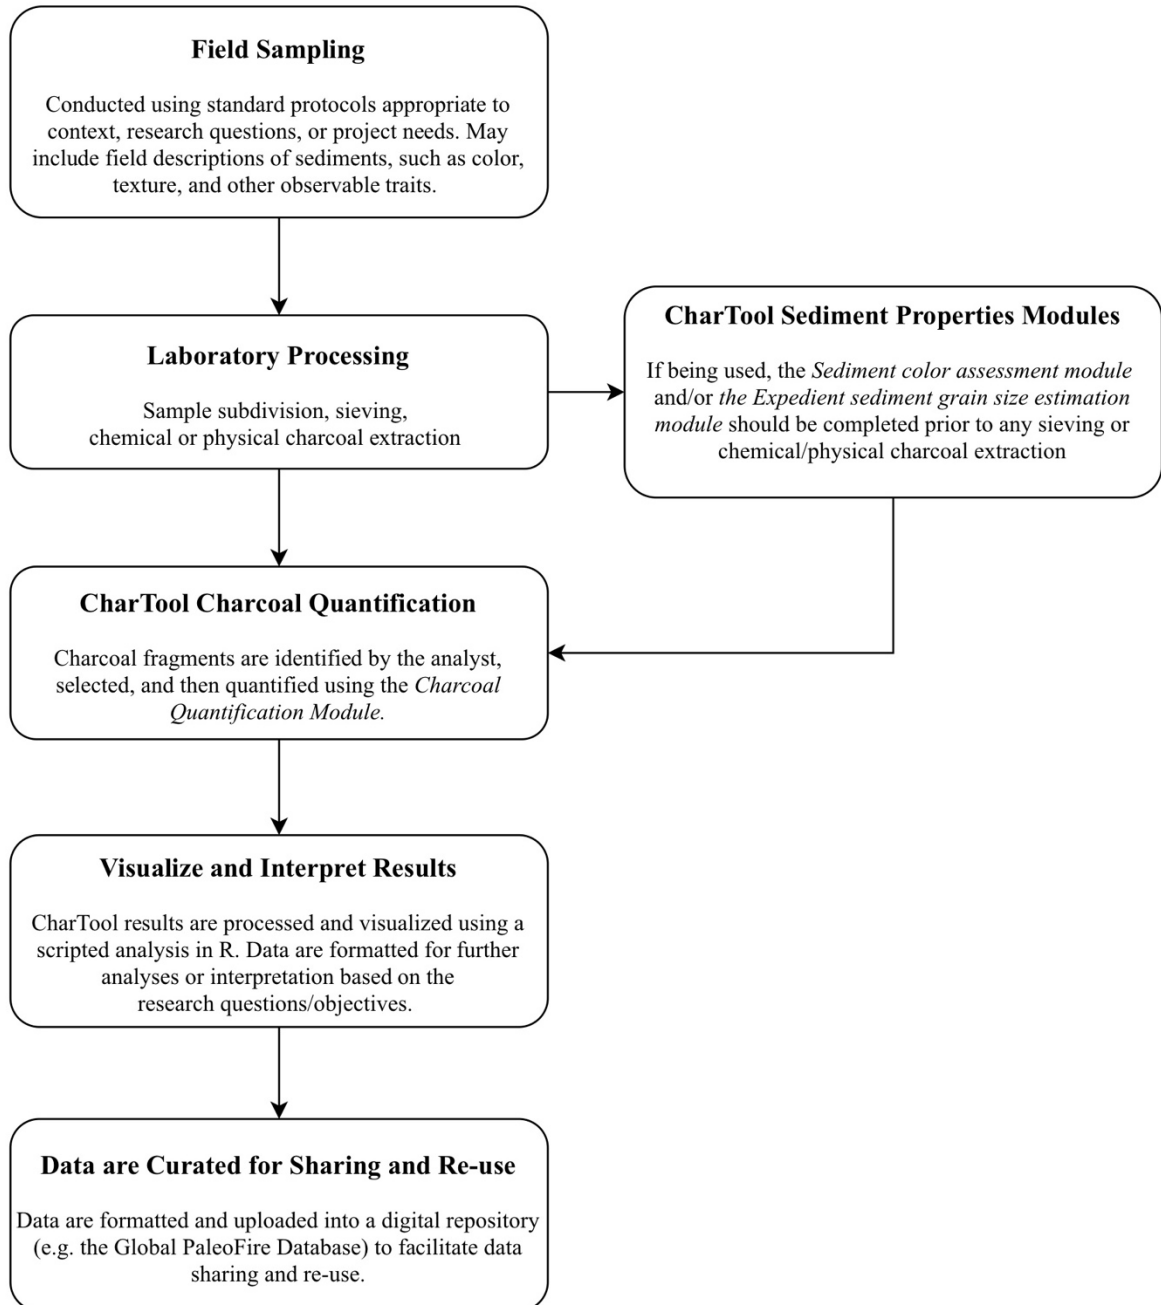 Field Sampling
Conducted using standard protocols appropriate to
context, research questions, or project needs. May
include field descriptions of sediments, such as color,
texture, and other observable traits.
Laboratory Processing
Sample subdivision, sieving,
chemical or physical charcoal extraction
CharTool Sediment Properties Modules
If being used, the Sediment color assessment module
and/or the Expedient sediment grain size estimation
module should be completed prior to any sieving or
chemical/physical charcoal extraction
CharTool Charcoal Quantification
Charcoal fragments are identified by the analyst,
selected, and then quantified using the Charcoal
Quantification Module.
Visualize and Interpret Results
CharTool results are processed and visualized using a
scripted analysis in R. Data are formatted for further
analyses or interpretation based on the
research questions/objectives.
Data are Curated for Sharing and Re-use
Data are formatted and uploaded into a digital repository
(e.g. the Global PaleoFire Database) to facilitate data
sharing and re-use.